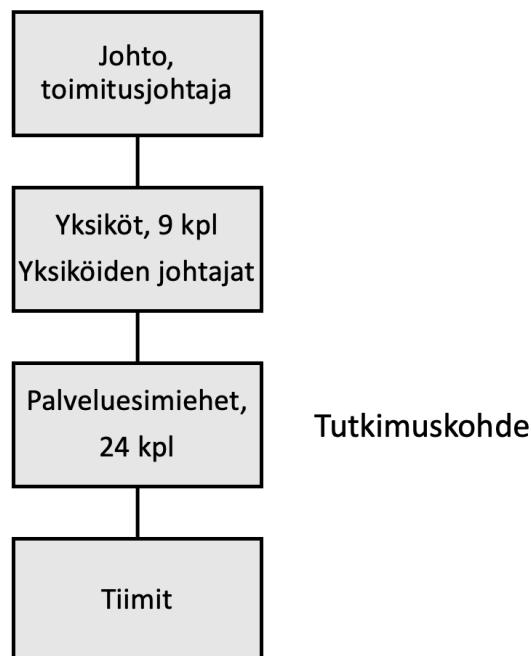 Johto,
toimitusjohtaja
Yksiköt, 9 kpl
Yksiköiden johtajat
Palveluesimiehet,
24 kpl
Tutkimuskohde
Tiimit